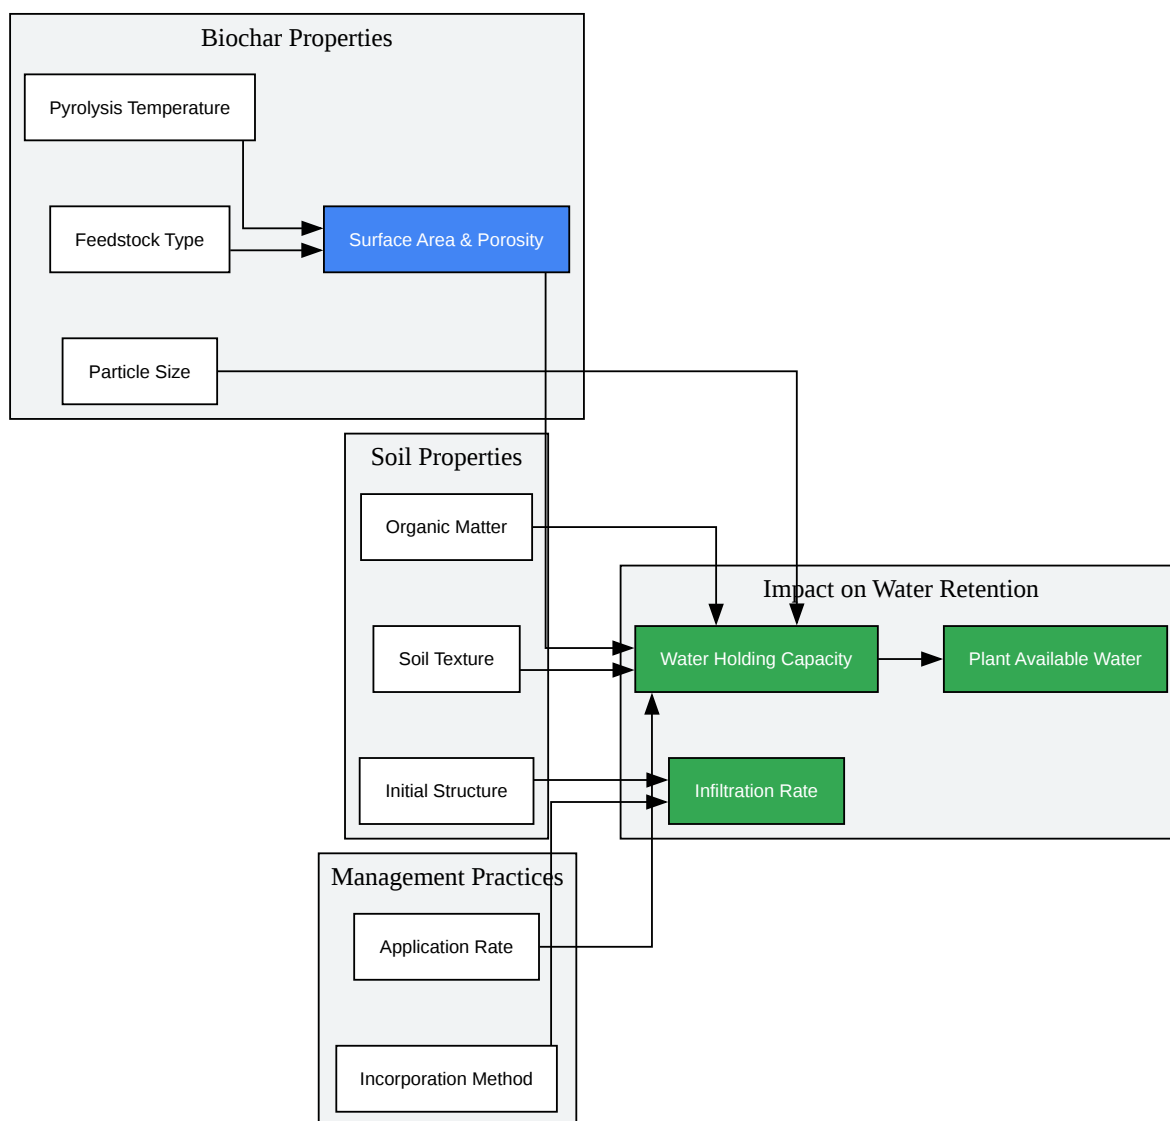 Biochar Properties
Pyrolysis Temperature
Feedstock Type
Surface Area & Porosity
Particle Size
Soil Properties
Organic Matter
Soil Texture
Initial Structure
Impact on Water Retention
Water Holding Capacity
Plant Available Water
Infiltration Rate
Management Practices
Application Rate
Incorporation Method